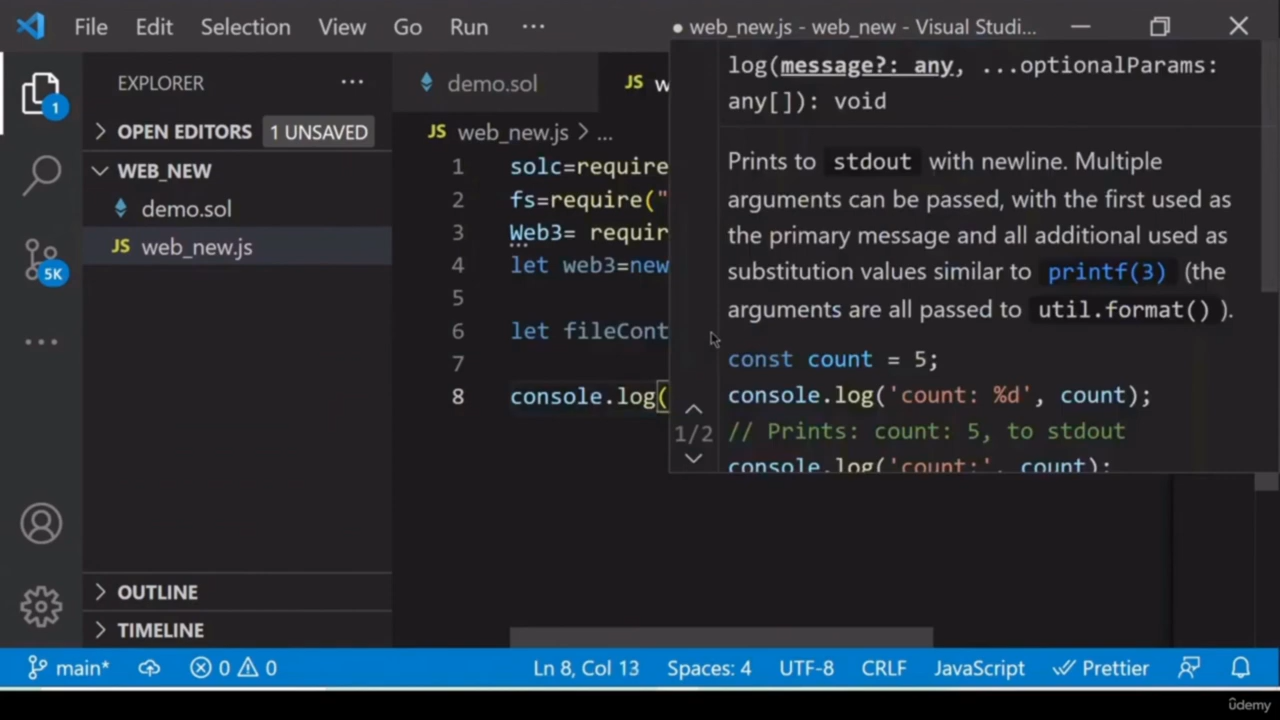 File Edit Selection View Go Run ···
● web_new.js - web_new - Visual Studi...
EXPLORER ···
1
OPEN EDITORS 1 UNSAVED
WEB_NEW
demo.sol
JS web_new.js
5K
OUTLINE
TIMELINE
demo.sol
JS w
JS web_new.js > ...
1 solc=require
2 fs=require("
3 Web3= requir
4 let web3=new
5
6 let fileCont
7
8 console.log(
log(message?: any, ...optionalParams:
any[]): void
Prints to stdout with newline. Multiple
arguments can be passed, with the first used as
the primary message and all additional used as
substitution values similar to printf(3) (the
arguments are all passed to util.format() ).
const count = 5;
console.log('count: %d', count);
// Prints: count: 5, to stdout
console.log('count:', count);
1/2
main* 0 0 Ln 8, Col 13 Spaces: 4 UTF-8 CRLF JavaScript Prettier
ûdemy